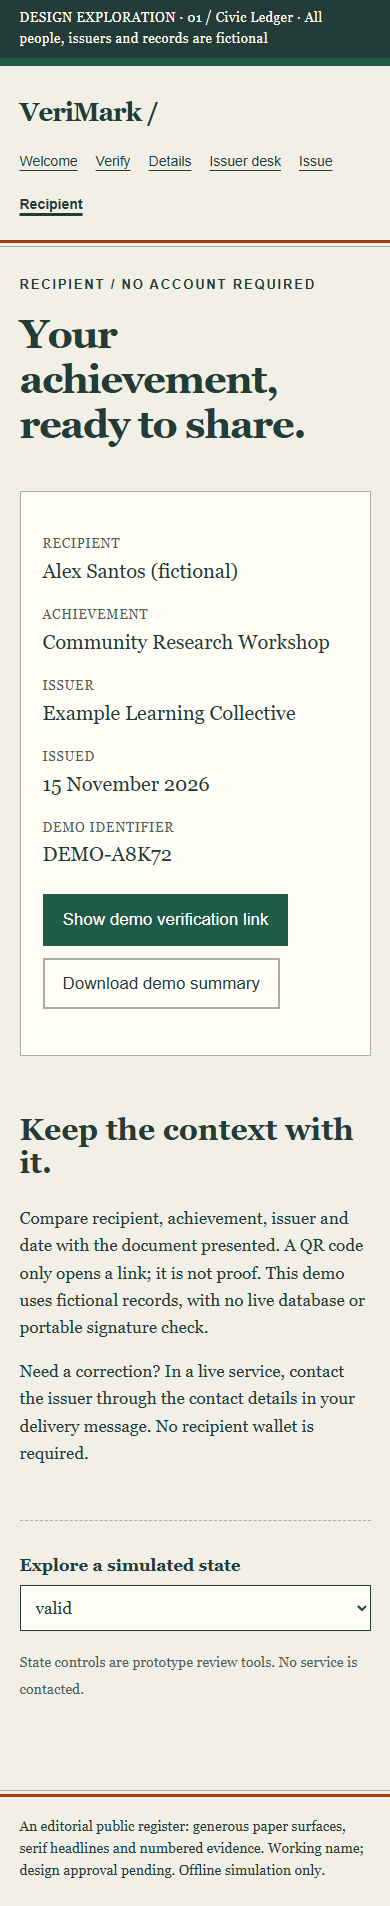 DESIGN EXPLORATION · 01 / Civic Ledger · All
people, issuers and records are fictional
VeriMark /
Welcome Verify Details Issuer desk Issue
Recipient
RECIPIENT / NO ACCOUNT REQUIRED
Your
achievement,
ready to share.
RECIPIENT
Alex Santos (fictional)
ACHIEVEMENT
Community Research Workshop
ISSUER
Example Learning Collective
ISSUED
15 November 2026
DEMO IDENTIFIER
DEMO-A8K72
Show demo verification link
Download demo summary
Keep the context with
it.
Compare recipient, achievement, issuer and
date with the document presented. A QR code
only opens a link; it is not proof. This demo
uses fictional records, with no live database or
portable signature check.
Need a correction? In a live service, contact
the issuer through the contact details in your
delivery message. No recipient wallet is
required.
Explore a simulated state
valid
State controls are prototype review tools. No service is
contacted.
An editorial public register: generous paper surfaces,
serif headlines and numbered evidence. Working name;
design approval pending. Offline simulation only.